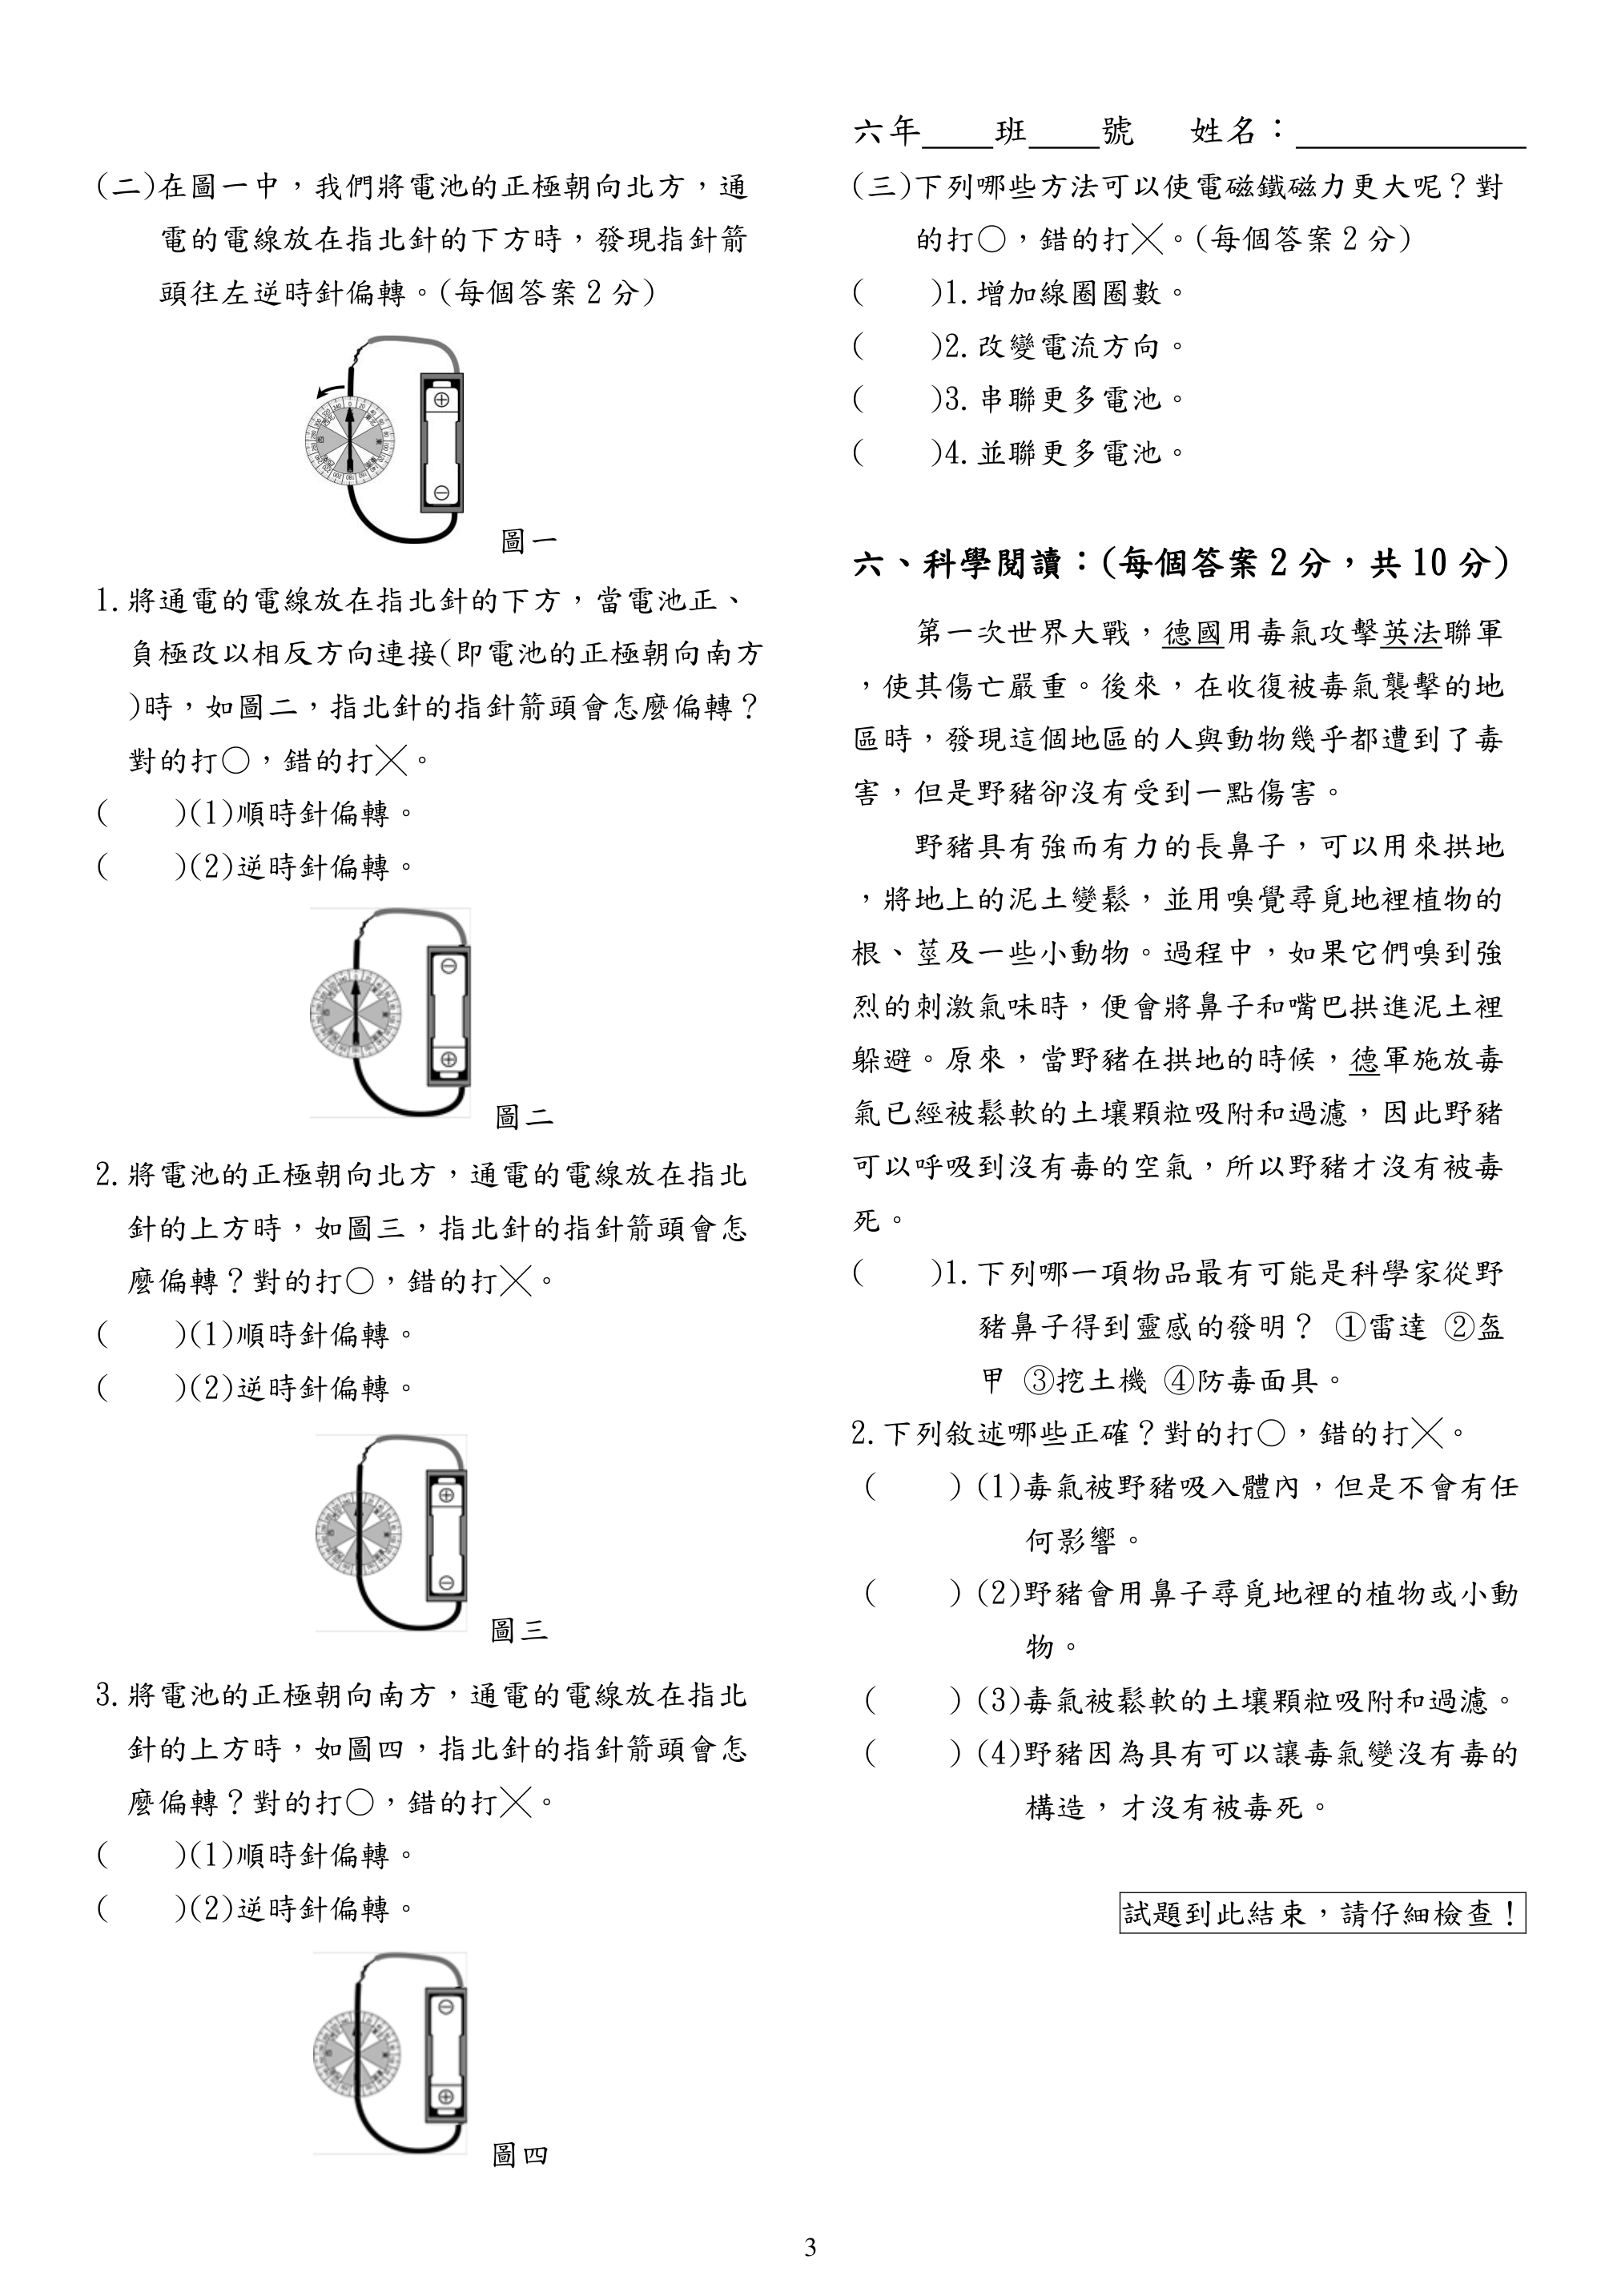 六年____班____號 姓名：____________
(二)在圖一中，我們將電池的正極朝向北方，通
電的電線放在指北針的下方時，發現指針箭
頭往左逆時針偏轉。(每個答案 2 分)
圖一
1.將通電的電線放在指北針的下方，當電池正、
負極改以相反方向連接(即電池的正極朝向南方
)時，如圖二，指北針的指針箭頭會怎麼偏轉？
對的打○，錯的打╳。
(    )(1)順時針偏轉。
(    )(2)逆時針偏轉。
圖二
2.將電池的正極朝向北方，通電的電線放在指北
針的上方時，如圖三，指北針的指針箭頭會怎
麼偏轉？對的打○，錯的打╳。
(    )(1)順時針偏轉。
(    )(2)逆時針偏轉。
圖三
3.將電池的正極朝向南方，通電的電線放在指北
針的上方時，如圖四，指北針的指針箭頭會怎
麼偏轉？對的打○，錯的打╳。
(    )(1)順時針偏轉。
(    )(2)逆時針偏轉。
圖四
(三)下列哪些方法可以使電磁鐵磁力更大呢？對
的打○，錯的打╳。(每個答案 2 分)
(    )1.增加線圈圈數。
(    )2.改變電流方向。
(    )3.串聯更多電池。
(    )4.並聯更多電池。
六、科學閱讀：(每個答案 2 分，共 10 分)
第一次世界大戰，德國用毒氣攻擊英法聯軍
，使其傷亡嚴重。後來，在收復被毒氣襲擊的地
區時，發現這個地區的人與動物幾乎都遭到了毒
害，但是野豬卻沒有受到一點傷害。
野豬具有強而有力的長鼻子，可以用來拱地
，將地上的泥土變鬆，並用嗅覺尋覓地裡植物的
根、莖及一些小動物。過程中，如果它們嗅到強
烈的刺激氣味時，便會將鼻子和嘴巴拱進泥土裡
躲避。原來，當野豬在拱地的時候，德軍施放毒
氣已經被鬆軟的土壤顆粒吸附和過濾，因此野豬
可以呼吸到沒有毒的空氣，所以野豬才沒有被毒
死。
(    )1.下列哪一項物品最有可能是科學家從野
豬鼻子得到靈感的發明？ ①雷達 ②盔
甲 ③挖土機 ④防毒面具。
2.下列敘述哪些正確？對的打○，錯的打╳。
(    ) (1)毒氣被野豬吸入體內，但是不會有任
何影響。
(    ) (2)野豬會用鼻子尋覓地裡的植物或小動
物。
(    ) (3)毒氣被鬆軟的土壤顆粒吸附和過濾。
(    ) (4)野豬因為具有可以讓毒氣變沒有毒的
構造，才沒有被毒死。
試題到此結束，請仔細檢查！
3